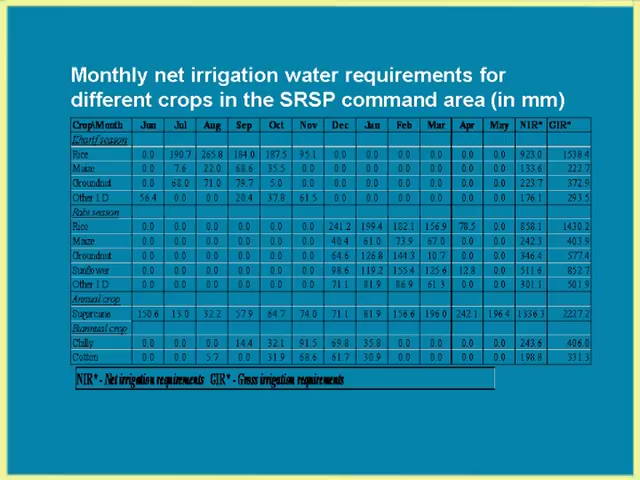 Monthly net irrigation water requirements for
different crops in the SRSP command area (in mm)
Crop\Month Jun Jul Aug Sep Oct Nov Dec Jan Feb Mar Apr May NIR* GIR*
Kharif season
Rice 0.0 190.7 265.8 184.0 187.5 95.1 0.0 0.0 0.0 0.0 0.0 0.0 923.0 1538.4
Maize 0.0 7.6 22.0 68.6 35.5 0.0 0.0 0.0 0.0 0.0 0.0 0.0 133.6 222.7
Groundnut 0.0 68.0 71.0 79.7 5.0 0.0 0.0 0.0 0.0 0.0 0.0 0.0 223.7 372.9
Other I.D 56.4 0.0 0.0 20.4 37.8 61.5 0.0 0.0 0.0 0.0 0.0 0.0 176.1 293.5
Rabi season
Rice 0.0 0.0 0.0 0.0 0.0 0.0 241.2 199.4 182.1 156.9 78.5 0.0 858.1 1430.2
Maize 0.0 0.0 0.0 0.0 0.0 0.0 40.4 61.0 73.9 67.0 0.0 0.0 242.3 403.9
Groundnut 0.0 0.0 0.0 0.0 0.0 0.0 64.6 126.8 144.3 10.7 0.0 0.0 346.4 577.4
Sunflower 0.0 0.0 0.0 0.0 0.0 0.0 98.6 119.2 155.4 125.6 12.8 0.0 511.6 852.7
Other I.D 0.0 0.0 0.0 0.0 0.0 0.0 71.1 81.9 86.9 61.3 0.0 0.0 301.1 501.9
Annual crop
Sugarcane 150.6 13.0 32.2 57.9 64.7 74.0 71.1 81.9 156.6 196.0 242.1 196.4 1336.3 2227.2
Biannual crop
Chilly 0.0 0.0 0.0 14.4 32.1 91.5 69.8 35.8 0.0 0.0 0.0 0.0 243.6 406.0
Cotton 0.0 0.0 5.7 0.0 31.9 68.6 61.7 30.9 0.0 0.0 0.0 0.0 198.8 331.3
NIR* - Net irrigation requirements GIR* - Gross irrigation requirements